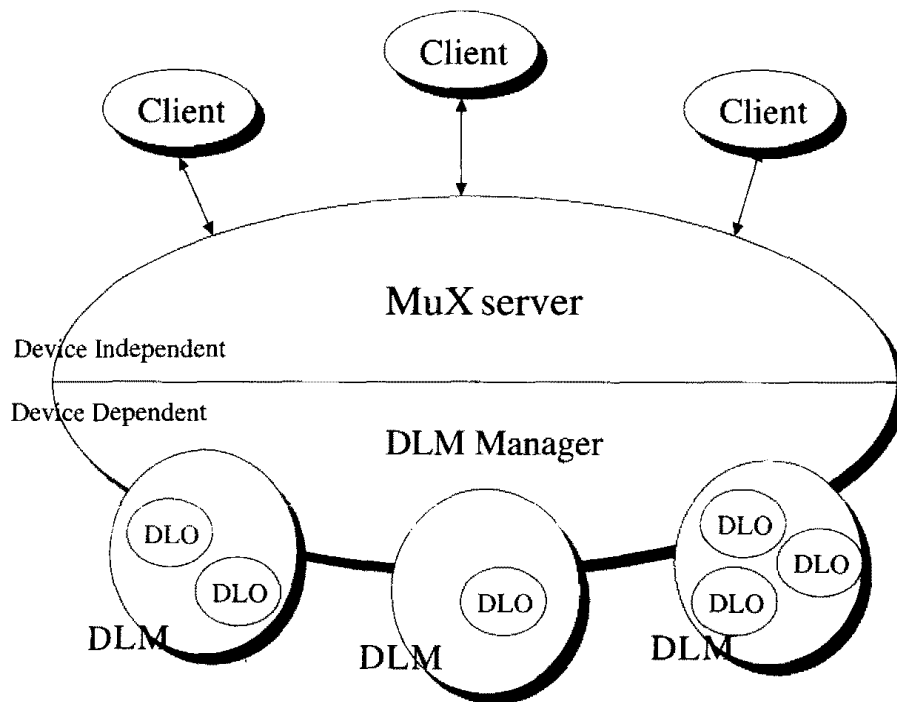 Client
Client
Client
MuX server
Device Independent
Device Dependent
DLM Manager
DLO
DLO
DLM
DLO
DLM
DLO
DLO
DLO
DLM